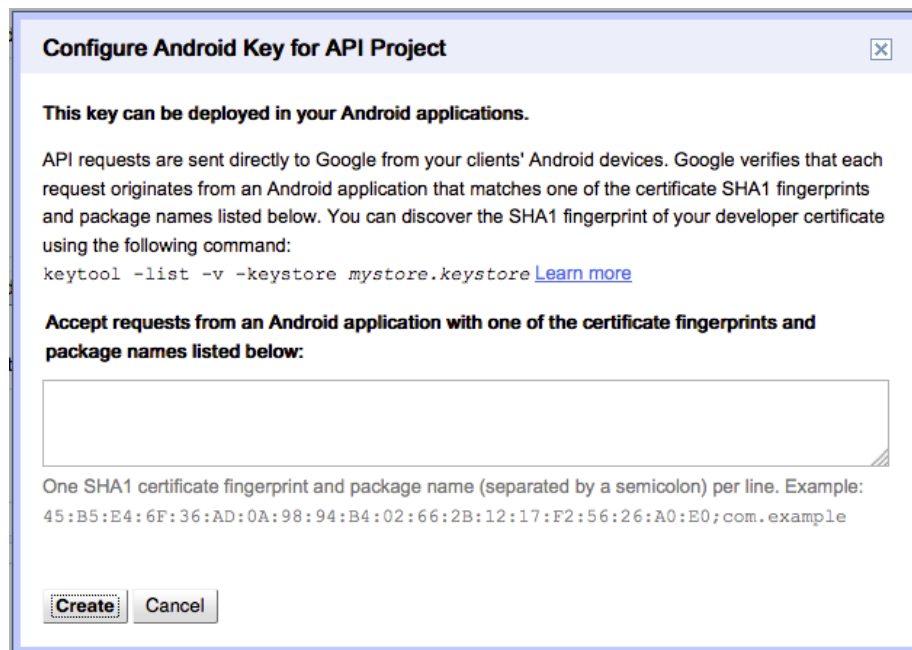 Configure Android Key for API Project
This key can be deployed in your Android applications.
API requests are sent directly to Google from your clients' Android devices. Google verifies that each
request originates from an Android application that matches one of the certificate SHA1 fingerprints
and package names listed below. You can discover the SHA1 fingerprint of your developer certificate
using the following command:
keytool -list -v -keystore mystore.keystore Learn more
Accept requests from an Android application with one of the certificate fingerprints and
package names listed below:
One SHA1 certificate fingerprint and package name (separated by a semicolon) per line. Example:
45:B5:E4:6F:36:AD:0A:98:94:B4:02:66:2B:12:17:F2:56:26:A0:E0;com.example
Create Cancel